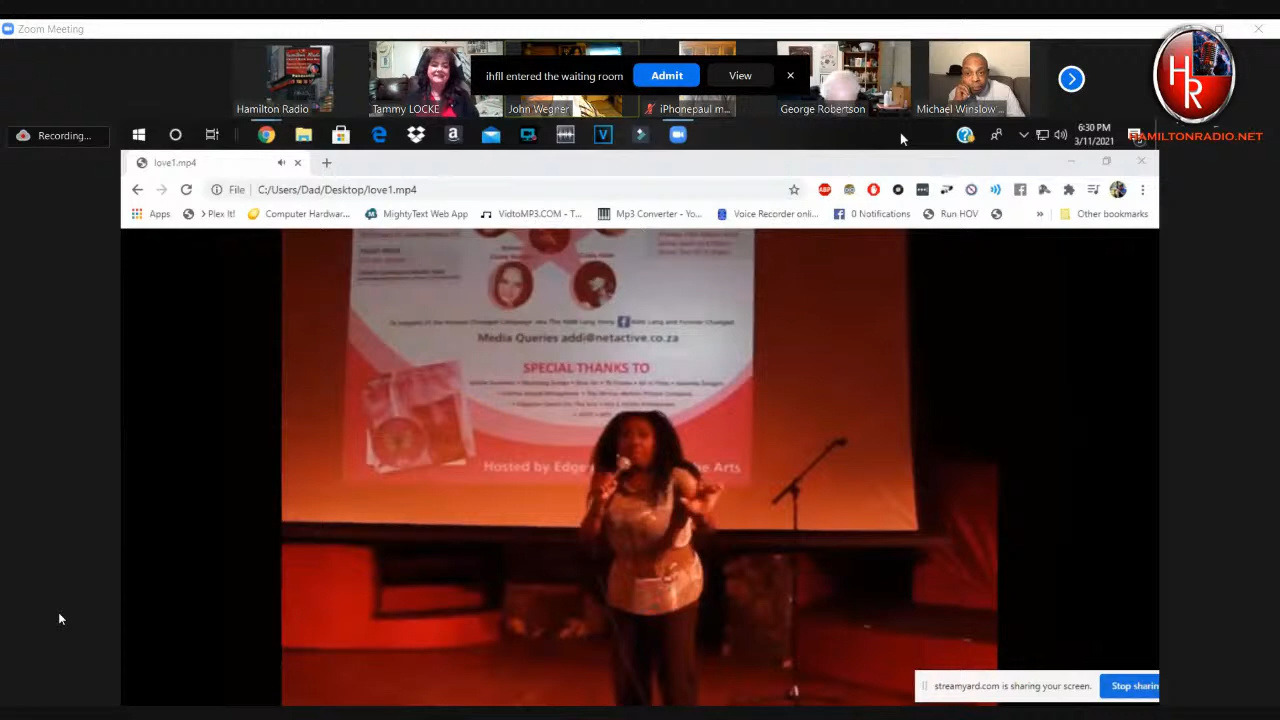 Zoom Meeting
ihfll entered the waiting room
Admit
View
Hamilton Radio
Tammy LOCKE
John Wegner
iPhonepaul m...
George Robertson
Michael Winslow
HR
HAMILTONRADIO.NET
Recording...
6:30 PM
3/11/2021
love1.mp4
File
C:/Users/Dad/Desktop/love1.mp4
ABP
Apps
> Plex It!
Computer Hardwar...
MightyText Web App
VidtoMP3.COM - T...
Mp3 Converter - Yo...
Voice Recorder onli...
0 Notifications
Run HOV
»
Other bookmarks
Media Queries addi@netactive.co.za
SPECIAL THANKS TO
Hosted by Edge
e Arts
streamyard.com is sharing your screen.
Stop sharin